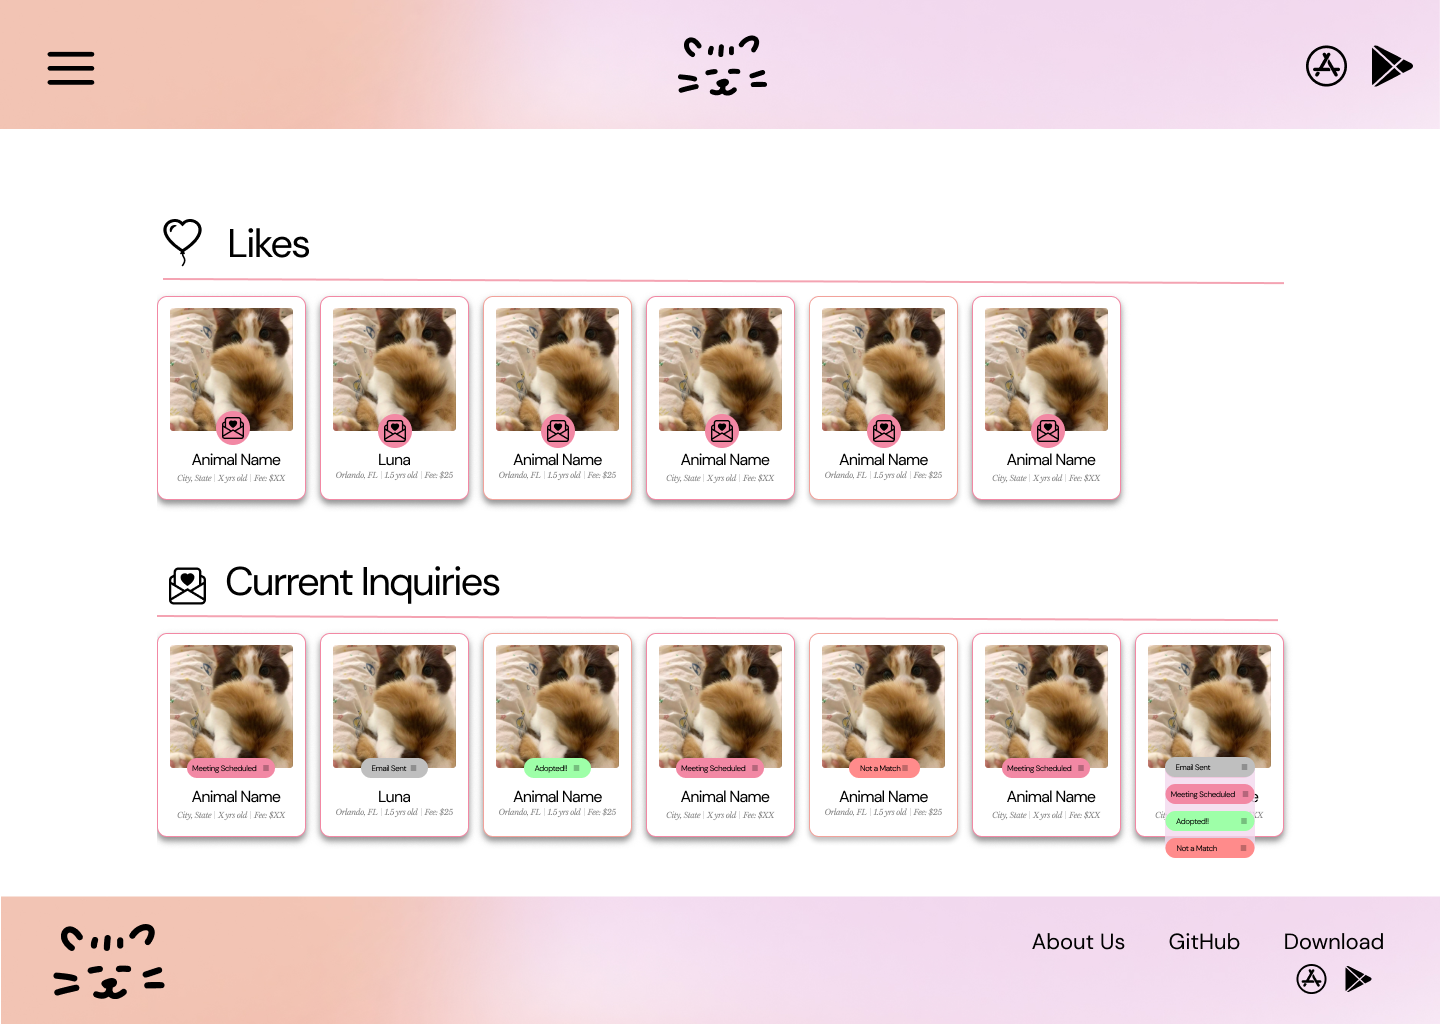 Likes
Animal Name
City, State | X yrs old | Fee: $XX
Luna
Orlando, FL | 1.5 yrs old | Fee: $25
Animal Name
Orlando, FL | 1.5 yrs old | Fee: $25
Animal Name
City, State | X yrs old | Fee: $XX
Animal Name
Orlando, FL | 1.5 yrs old | Fee: $25
Animal Name
City, State | X yrs old | Fee: $XX
Current Inquiries
Meeting Scheduled
Animal Name
City, State | X yrs old | Fee: $XX
Email Sent
Luna
Orlando, FL | 1.5 yrs old | Fee: $25
Adopted!!
Animal Name
Orlando, FL | 1.5 yrs old | Fee: $25
Meeting Scheduled
Animal Name
City, State | X yrs old | Fee: $XX
Not a Match
Animal Name
Orlando, FL | 1.5 yrs old | Fee: $25
Meeting Scheduled
Animal Name
City, State | X yrs old | Fee: $XX
Email Sent
Meeting Scheduled
Adopted!!
Not a Match
About Us
GitHub
Download